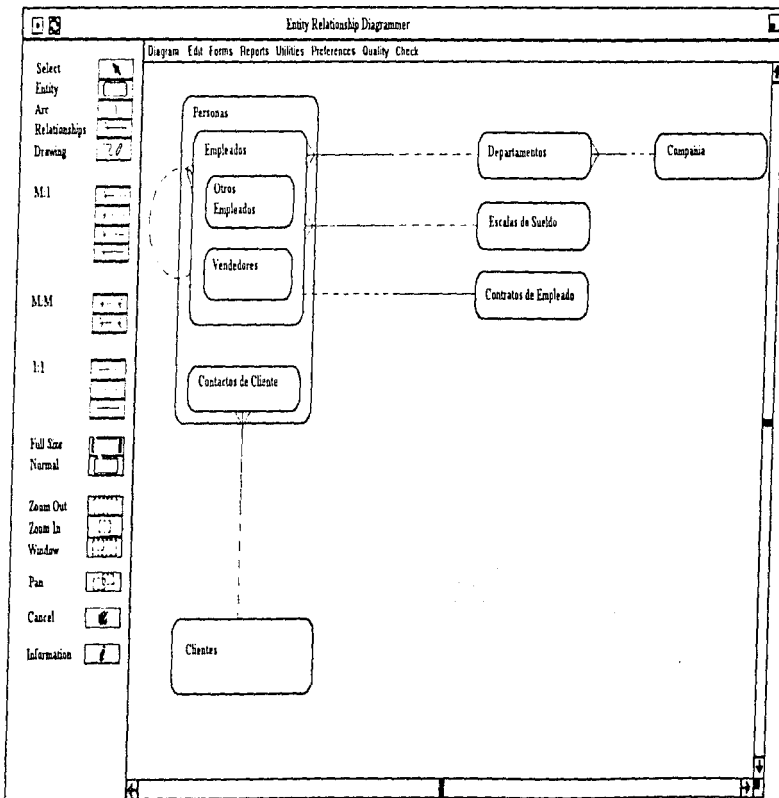 Entity Relationship Diagrammer
Diagram Edit Forms Reports Utilities Preferences Quality Check
Select
Entity
Arc
Relationships
Drawing
M:1
M:M
1:1
Full Size
Normal
Zoom Out
Zoom In
Window
Pan
Cancel
Information
Personas
Empleados
Otros
Empleados
Vendedores
Contactos de Cliente
Departamentos
Compañia
Escalas de Sueldo
Contratos de Empleado
Clientes